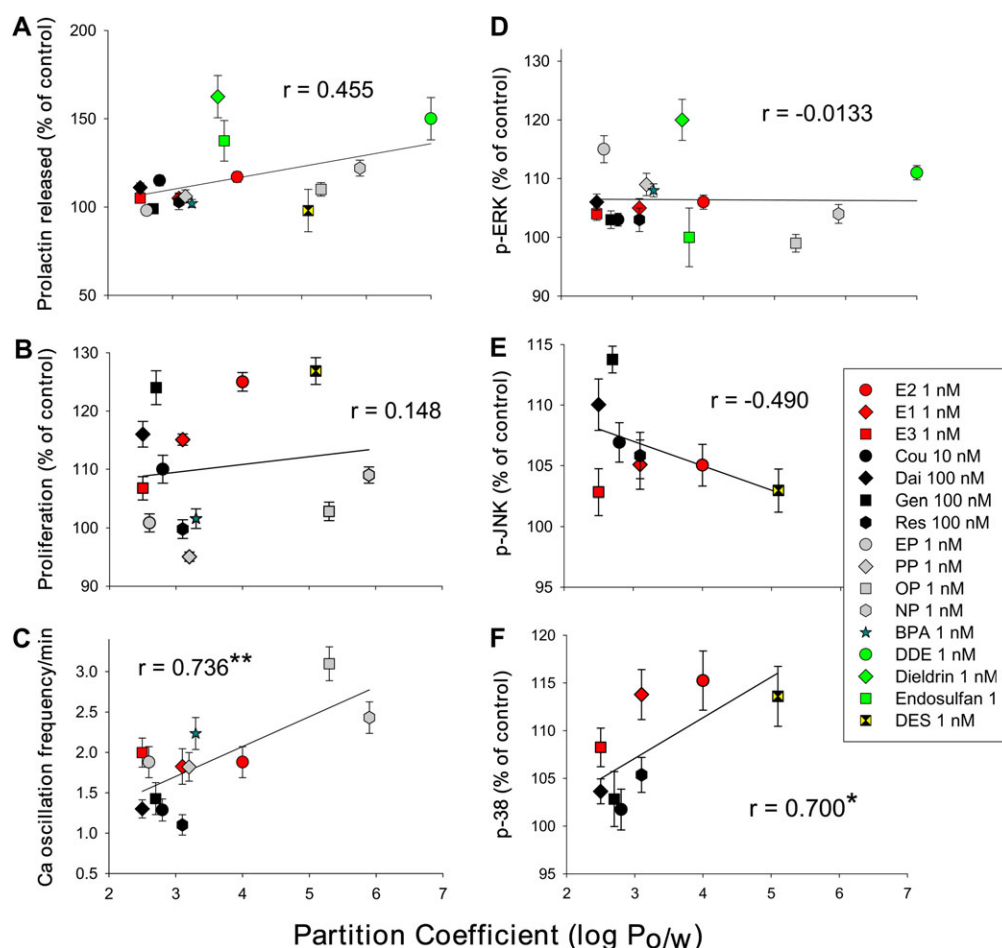 A
Prolactin released (% of control)
200
150
100
50
r = 0.455
2 3 4 5 6 7
B
Proliferation (% of control)
130
120
110
100
90
r = 0.148
C
Ca oscillation frequency/min
3.0
2.5
2.0
1.5
1.0
0.5
r = 0.736**
2 3 4 5 6 7
D
p-ERK (% of control)
130
120
110
100
90
r = -0.0133
E
p-JNK (% of control)
115
110
105
100
95
r = -0.490
F
p-38 (% of control)
120
115
110
105
100
95
r = 0.700*
2 3 4 5 6 7
Partition Coefficient (log Po/w)
E2 1 nM
E1 1 nM
E3 1 nM
Cou 10 nM
Dai 100 nM
Gen 100 nM
Res 100 nM
EP 1 nM
PP 1 nM
OP 1 nM
NP 1 nM
BPA 1 nM
DDE 1 nM
Dieldrin 1 nM
Endosulfan 1
DES 1 nM